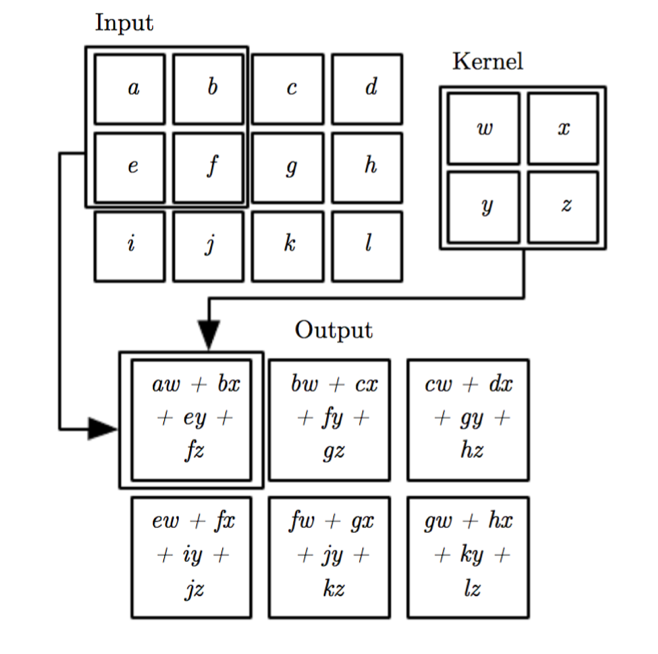 Input
Kernel
a b c d
w x
e f g h
y z
i j k l
Output
aw + bx
+ ey +
fz
bw + cx
+ fy +
gz
cw + dx
+ gy +
hz
ew + fx
+ iy +
jz
fw + gx
+ jy +
kz
gw + hx
+ ky +
lz